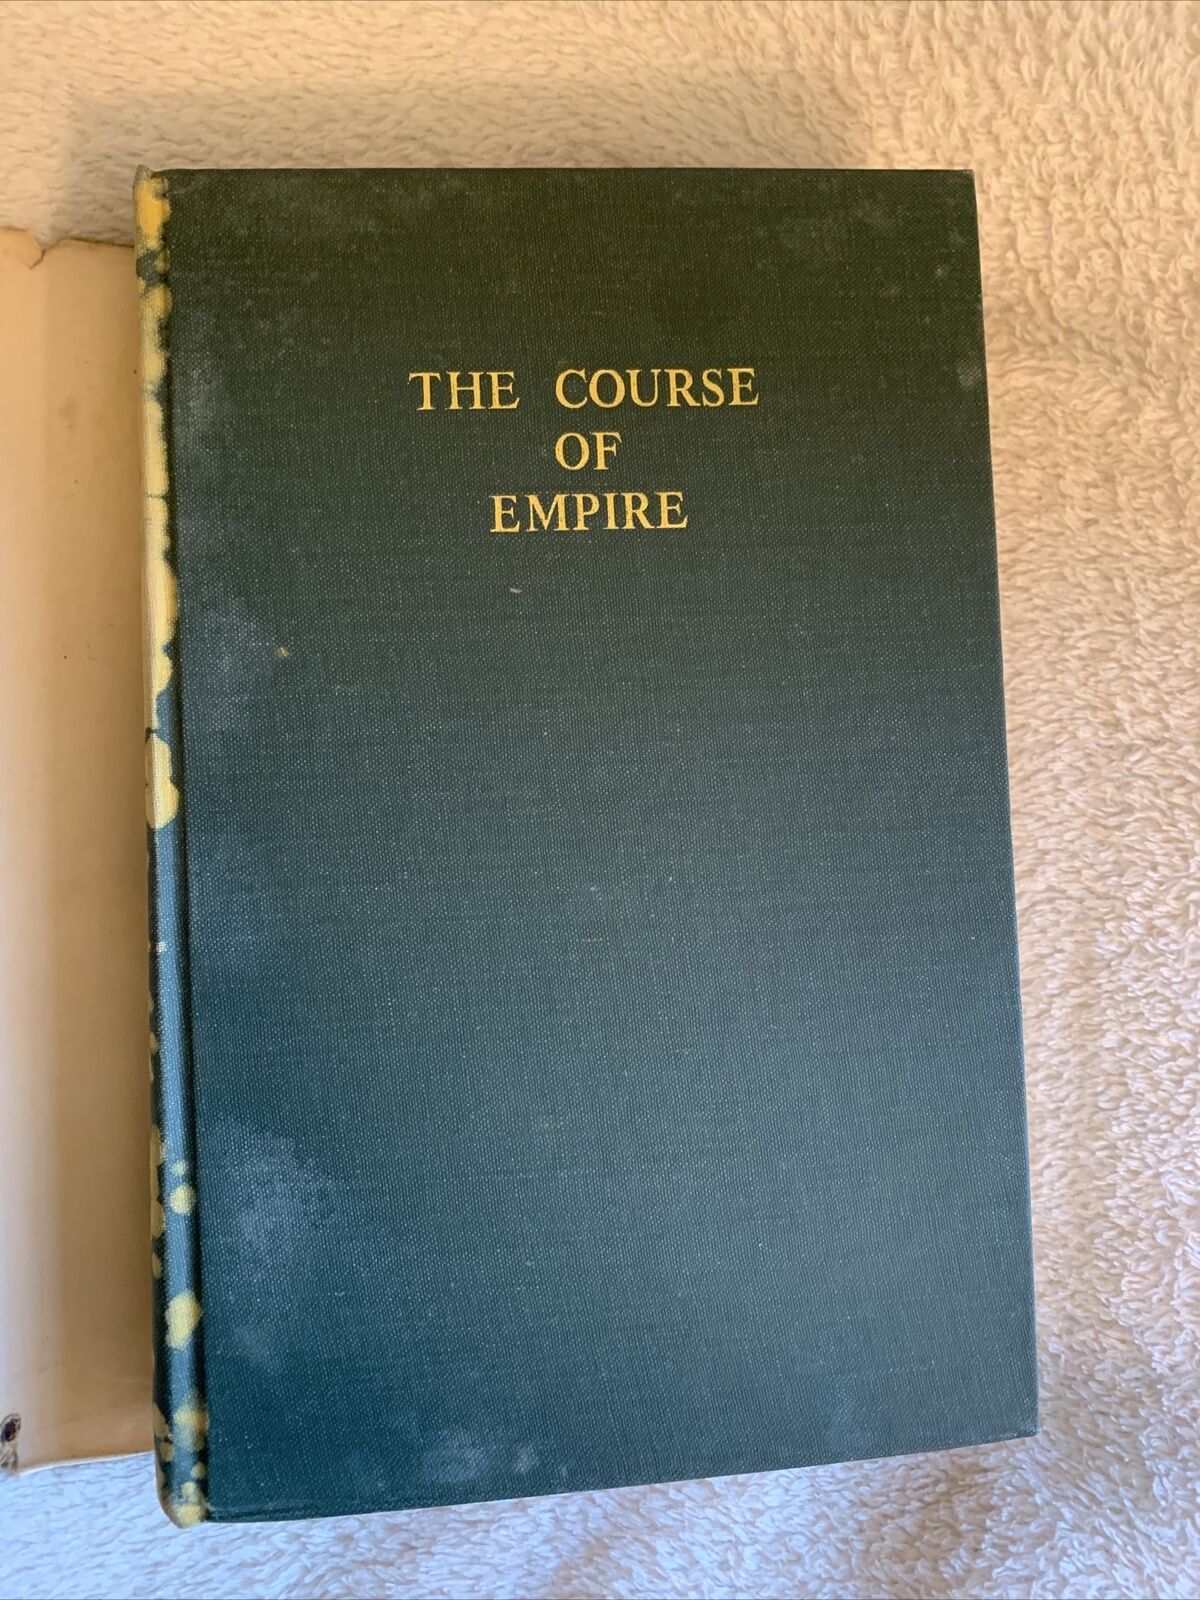 THE COURSE
OF
EMPIRE